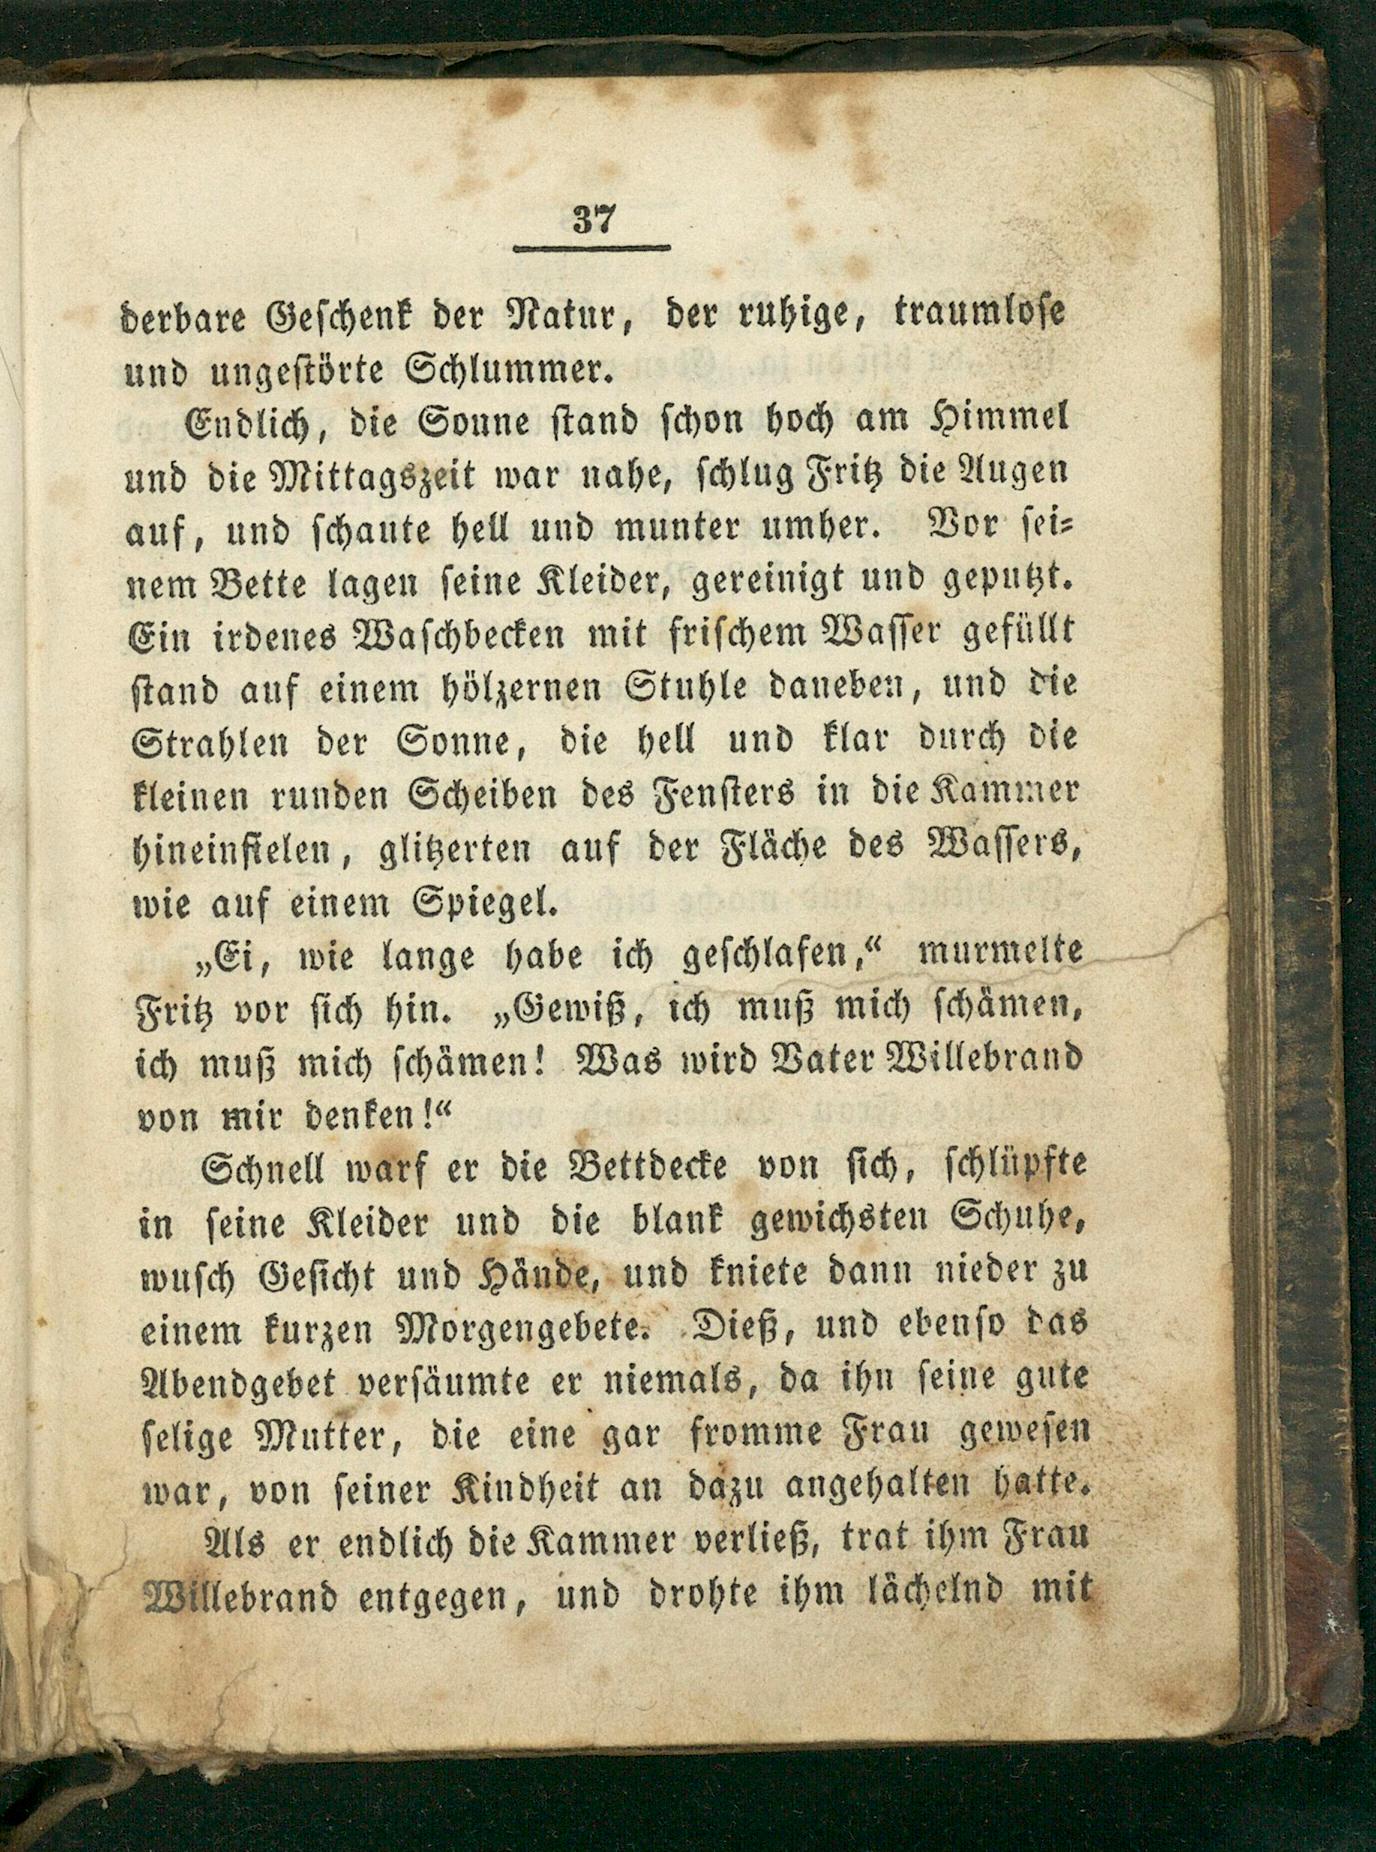 37
derbare Geschenk der Natur, der ruhige, traumlose
und ungestörte Schlummer.
Endlich, die Sonne stand schon hoch am Himmel
und die Mittagszeit war nahe, schlug Fritz die Augen
auf, und schaute hell und munter umher. Vor sei-
nem Bette lagen seine Kleider, gereinigt und geputzt.
Ein irdenes Waschbecken mit frischem Wasser gefüllt
stand auf einem hölzernen Stuhle daneben, und die
Strahlen der Sonne, die hell und klar durch die
kleinen runden Scheiben des Fensters in die Kammer
hineinfielen, glitzerten auf der Fläche des Wassers,
wie auf einem Spiegel.
„Ei, wie lange habe ich geschlafen,“ murmelte
Fritz vor sich hin. „Gewiß, ich muß mich schämen,
ich muß mich schämen! Was wird Vater Willebrand
von mir denken!“
Schnell warf er die Bettdecke von sich, schlüpfte
in seine Kleider und die blank gewichsten Schuhe,
wusch Gesicht und Hände, und kniete dann nieder zu
einem kurzen Morgengebete. Dieß, und ebenso das
Abendgebet versäumte er niemals, da ihn seine gute
selige Mutter, die eine gar fromme Frau gewesen
war, von seiner Kindheit an dazu angehalten hatte.
Als er endlich die Kammer verließ, trat ihm Frau
Willebrand entgegen, und drohte ihm lächelnd mit